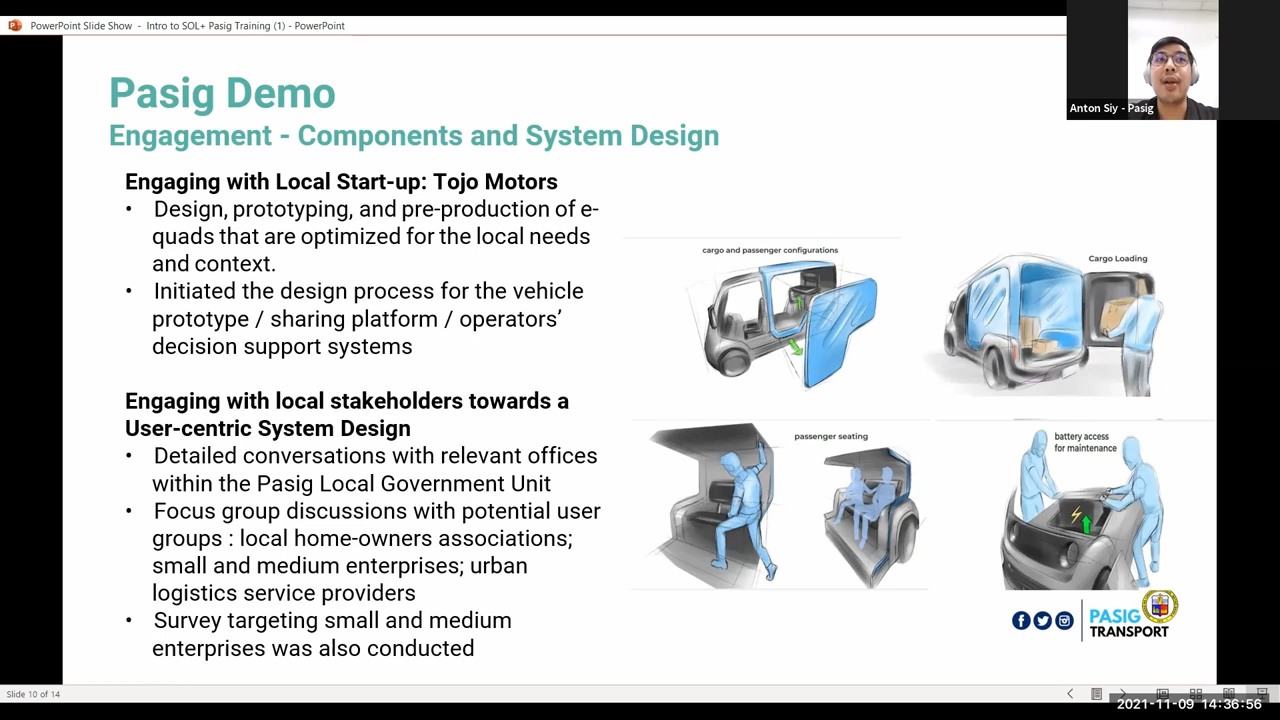 PowerPoint Slide Show - Intro to SOL+ Pasig Training (1) - PowerPoint
Anton Siy - Pasig
Pasig Demo
Engagement - Components and System Design
Engaging with Local Start-up: Tojo Motors
• Design, prototyping, and pre-production of e-
quads that are optimized for the local needs
and context.
• Initiated the design process for the vehicle
prototype / sharing platform / operators’
decision support systems
Engaging with local stakeholders towards a
User-centric System Design
• Detailed conversations with relevant offices
within the Pasig Local Government Unit
• Focus group discussions with potential user
groups : local home-owners associations;
small and medium enterprises; urban
logistics service providers
• Survey targeting small and medium
enterprises was also conducted
cargo and passenger configurations
Cargo Loading
passenger seating
battery access
for maintenance
PASIG
TRANSPORT
Slide 10 of 14
2021-11-09 14:36:56